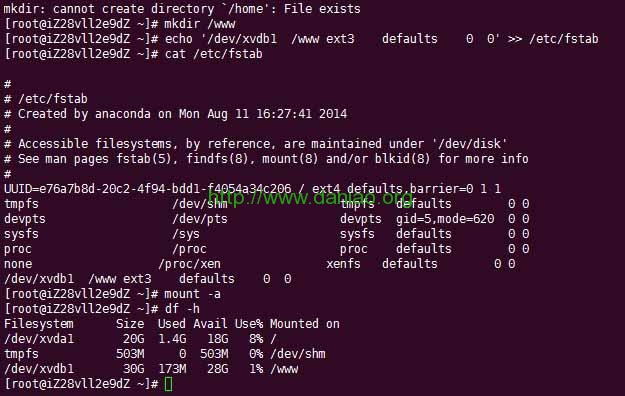 mkdir: cannot create directory `/home': File exists
[root@iZ28vll2e9dZ ~]# mkdir /www
[root@iZ28vll2e9dZ ~]# echo '/dev/xvdb1  /www ext3    defaults    0  0' >> /etc/fstab
[root@iZ28vll2e9dZ ~]# cat /etc/fstab
#
# /etc/fstab
# Created by anaconda on Mon Aug 11 16:27:41 2014
#
# Accessible filesystems, by reference, are maintained under '/dev/disk'
# See man pages fstab(5), findfs(8), mount(8) and/or blkid(8) for more info
#
UUID=e76a7b8d-20c2-4f94-bdd1-f4054a34c206 / ext4 defaults,barrier=0 1 1
http://www.daniao.org
tmpfs                   /dev/shm                tmpfs   defaults        0 0
devpts                  /dev/pts                devpts  gid=5,mode=620  0 0
sysfs                   /sys                    sysfs   defaults        0 0
proc                    /proc                   proc    defaults        0 0
none                    /proc/xen               xenfs   defaults        0 0
/dev/xvdb1  /www ext3    defaults    0  0
[root@iZ28vll2e9dZ ~]# mount -a
[root@iZ28vll2e9dZ ~]# df -h
Filesystem      Size  Used Avail Use% Mounted on
/dev/xvda1       20G  1.4G   18G   8% /
tmpfs           503M     0  503M   0% /dev/shm
/dev/xvdb1       30G  173M   28G   1% /www
[root@iZ28vll2e9dZ ~]#